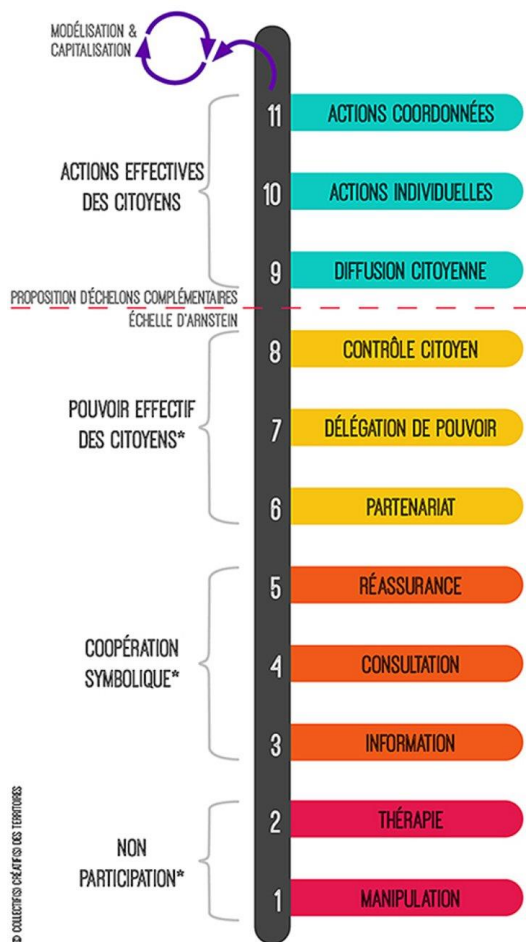 MODÉLISATION &
CAPITALISATION
11 ACTIONS COORDONNÉES
ACTIONS EFFECTIVES
DES CITOYENS
10 ACTIONS INDIVIDUELLES
9 DIFFUSION CITOYENNE
PROPOSITION D'ÉCHELONS COMPLÉMENTAIRES
ÉCHELLE D'ARNSTEIN
8 CONTRÔLE CITOYEN
POUVOIR EFFECTIF
DES CITOYENS*
7 DÉLÉGATION DE POUVOIR
6 PARTENARIAT
5 RÉASSURANCE
COOPÉRATION
SYMBOLIQUE*
4 CONSULTATION
3 INFORMATION
2 THÉRAPIE
NON
PARTICIPATION*
1 MANIPULATION
© COLLECTIF(S) CRÉATIF(S) DES TERRITOIRES